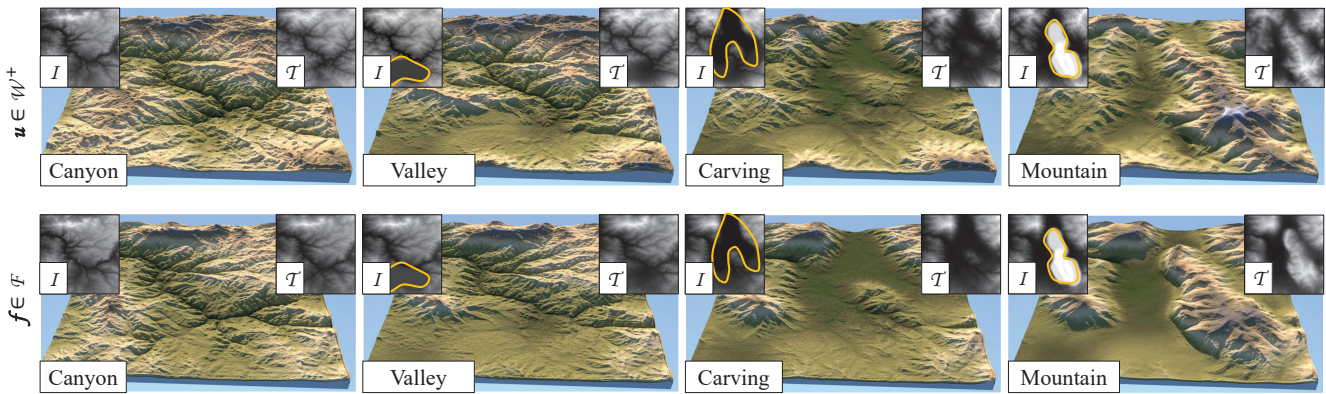 𝒖 ∈ 𝒲⁺
I
𝒯
Canyon
I
𝒯
Valley
I
𝒯
Carving
I
𝒯
Mountain
𝒇 ∈ ℱ
I
𝒯
Canyon
I
𝒯
Valley
I
𝒯
Carving
I
𝒯
Mountain